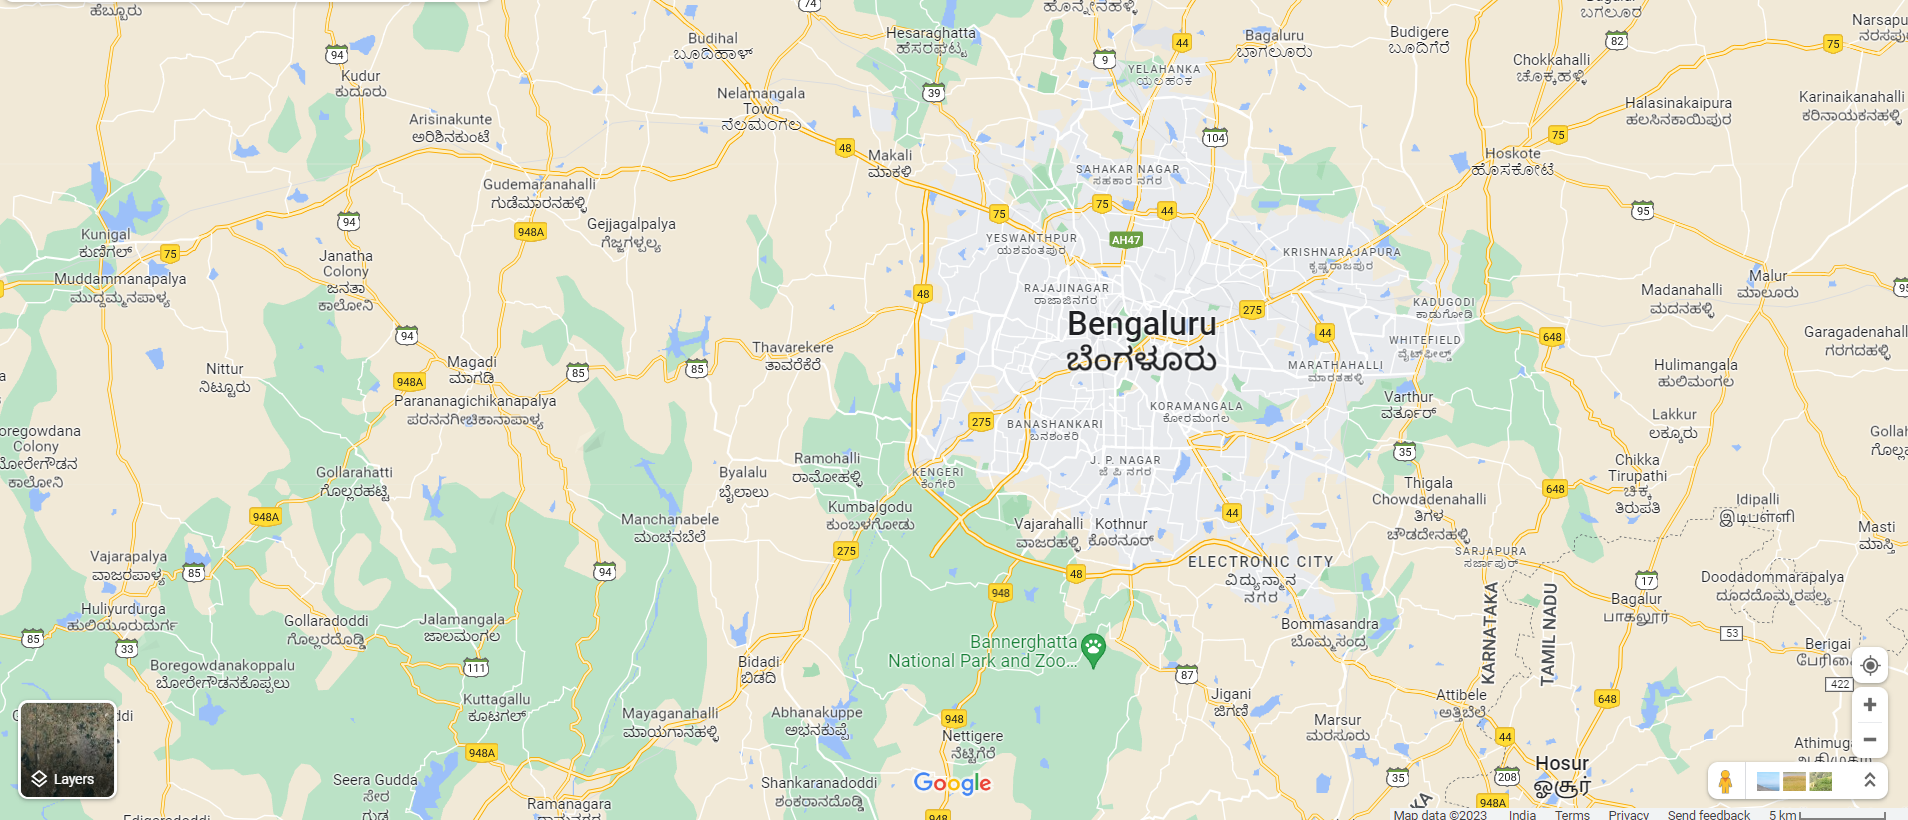 ಹೆಬ್ಬೂರು
74
94
Kudur
ಕುದೂರು
Budihal
ಬೂದಿಹಾಳ್
Hesaraghatta
ಹೆಸರಘಟ್ಟ
ಹೊನ್ನೇನಹಳ್ಳಿ
9
44
YELAHANKA
ಯಲಹಂಕ
Bagaluru
ಬಾಗಲೂರು
Budigere
ಬೂದಿಗೆರೆ
ಬಗಲೂರ
82
Chokkahalli
ಚೊಕ್ಕಹಳ್ಳಿ
75
Narsapu
ನರಸಪು
Nelamangala
Town
ನೆಲಮಂಗಲ
39
Arisinakunte
ಅರಿಶಿನಕುಂಟೆ
48
Makali
ಮಾಕಳಿ
104
Halasinakaipura
ಹಲಸಿನಕಾಯಿಪುರ
75
Karinaikanahalli
ಕರಿನಾಯಕನಹಳ್ಳಿ
Hoskote
ಹೊಸಕೋಟೆ
SAHAKAR NAGAR
ಸಹಕಾರ ನಗರ
Gudemaranahalli
ಗುಡೆಮಾರನಹಳ್ಳಿ
948A
94
Gejjagalpalya
ಗೆಜ್ಜಗಳ್ಪಲ್ಯ
75
75
44
AH47
95
Kunigal
ಕುಣಿಗಲ್
75
YESWANTHPUR
ಯಶವಂತಪುರ
KRISHNARAJAPURA
ಕೃಷ್ಣರಾಜಪುರ
Janatha
Colony
ಜನತಾ
ಕಾಲೋನಿ
Muddammanapalya
ಮುದ್ದಮ್ಮನಪಾಳ್ಯ
48
RAJAJINAGAR
ರಾಜಾಜಿನಗರ
275
KADUGODI
ಕಾಡುಗೋಡಿ
Madanahalli
ಮದನಹಳ್ಳಿ
Malur
ಮಾಲೂರು
95
94
Bengaluru
ಬೆಂಗಳೂರು
44
WHITEFIELD
ವೈಟ್‌ಫೀಲ್ಡ್
648
Garagadenahall
ಗರಗದಹಳ್ಳಿ
Thavarekere
ತಾವರೆಕೆರೆ
Nittur
ನಿಟ್ಟೂರು
Magadi
ಮಾಗಡಿ
948A
85
85
MARATHAHALLI
ಮಾರತಹಳ್ಳಿ
Hulimangala
ಹುಲಿಮಂಗಲ
Parananagichikanapalya
ಪರನನಗೀಚಿಕಾನಾಪಾಳ್ಯ
275
BANASHANKARI
ಬನಶಂಕರಿ
KORAMANGALA
ಕೋರಮಂಗಲ
Varthur
ವರ್ತೂರ್
Lakkur
ಲಕ್ಕೂರು
oregowdana
Colony
ಬೋರೇಗೌಡನ
ಕಾಲೋನಿ
Gollarahatti
ಗೊಲ್ಲರಹಟ್ಟಿ
Byalalu
ಬೈಲಾಲು
Ramohalli
ರಾಮೋಹಳ್ಳಿ
KENGERI
ಕೆಂಗೇರಿ
J. P. NAGAR
ಜೆ ಪಿ ನಗರ
35
Chikka
Tirupathi
ಚಿಕ್ಕ
ತಿರುಪತಿ
648
Thigala
Chowdadenahalli
ತಿಗಳ
ಚೌಡದೇನಹಳ್ಳಿ
Idipalli
இடிபள்ளி
948A
Manchanabele
ಮಂಚನಬೆಲೆ
Kumbalgodu
ಕುಂಬಳಗೋಡು
275
Vajarahalli
ವಾಜರಹಳ್ಳಿ
Kothnur
ಕೊಠನೂರ್
44
Masti
ಮಾಸ್ತಿ
SARJAPURA
ಸರ್ಜಾಪುರ್
Vajarapalya
ವಾಜರಪಾಳ್ಯ
85
94
948
48
ELECTRONIC CITY
ವಿದ್ಯುನ್ಮಾನ
ನಗರ
KARNATAKA
TAMIL NADU
17
Bagalur
பாகலூர்
Doodadommarapalya
ದೂದದೊಮ್ಮರಪಲ್ಯ
Huliyurdurga
ಹುಲಿಯೂರುದುರ್ಗ
85
33
Gollaradoddi
ಗೊಲ್ಲರದೊಡ್ಡಿ
Jalamangala
ಜಾಲಮಂಗಲ
111
Bommasandra
ಬೊಮ್ಮಸಂದ್ರ
53
Berigai
பேரிகை
422
Boregowdanakoppalu
ಬೋರೇಗೌಡನಕೊಪ್ಪಲು
Bidadi
ಬಿಡದಿ
Bannerghatta
National Park and Zoo...
87
Jigani
ಜಿಗಣಿ
Attibele
ಅತ್ತಿಬೆಲೆ
648
Kuttagallu
ಕೂಟಗಲ್
Mayaganahalli
ಮಾಯಗಾನಹಳ್ಳಿ
Abhanakuppe
ಅಭನಕುಪ್ಪೆ
948
Nettigere
ನೆಟ್ಟಿಗೆರೆ
Marsur
ಮರಸೂರು
44
948A
Layers
Seera Gudda
ಸೇರ
ಗುಡ್ಡ
Shankaranadoddi
ಶಂಕರಾನದೊಡ್ಡಿ
Google
35
208
Hosur
ஓசூர்
Athimuga
Ramanagara
948
948A
Map data ©2023
India
Terms
Privacy
Send feedback
5 km